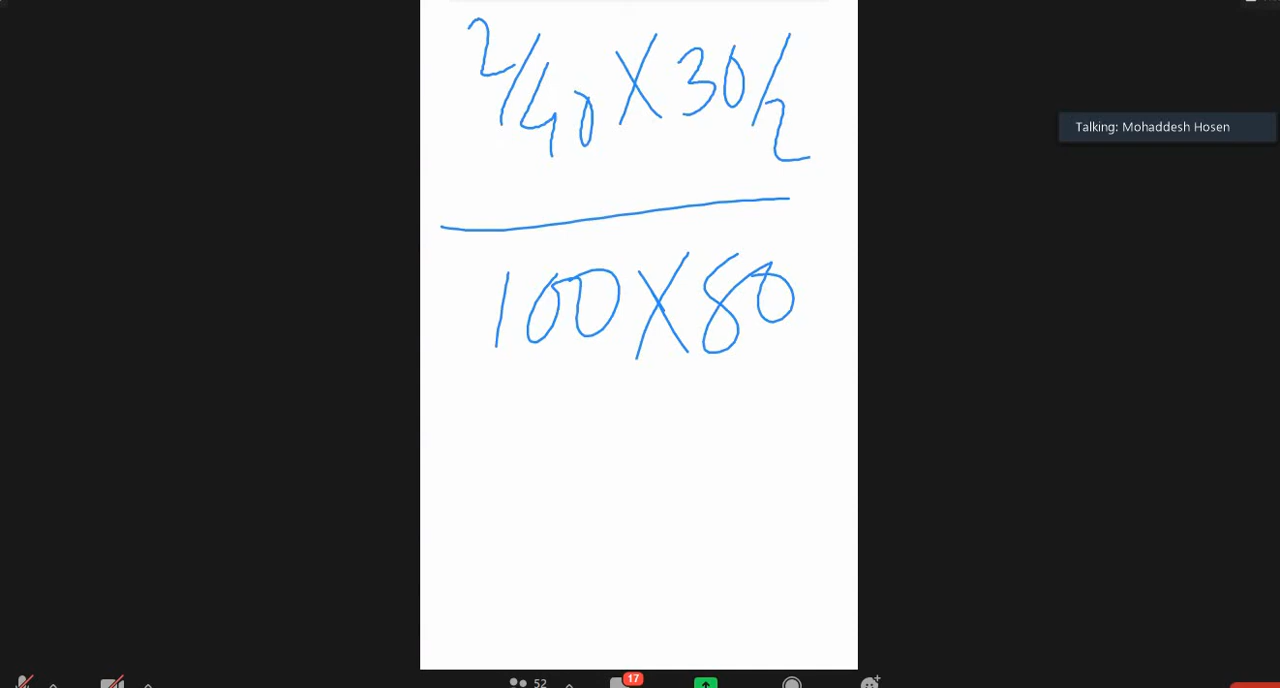 2/40 X 30/2
Talking: Mohaddesh Hosen
100 X 80
52
17